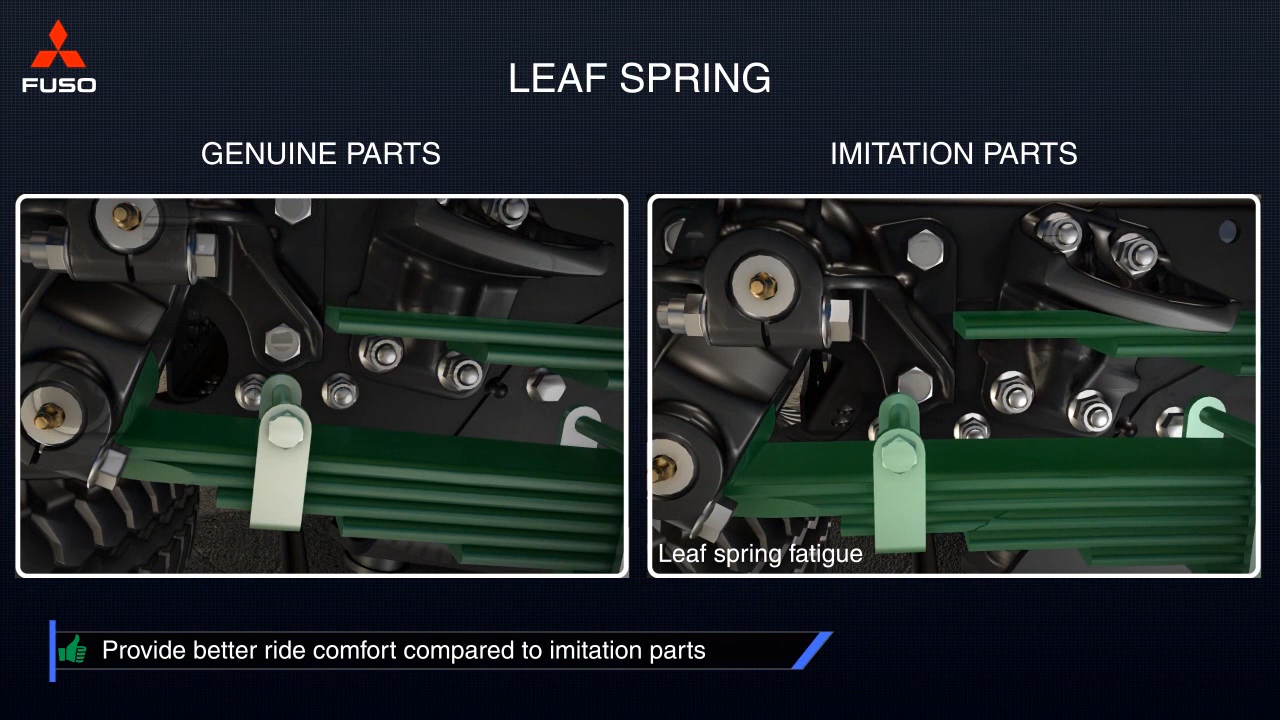 FUSO
LEAF SPRING
GENUINE PARTS
IMITATION PARTS
Leaf spring fatigue
Provide better ride comfort compared to imitation parts